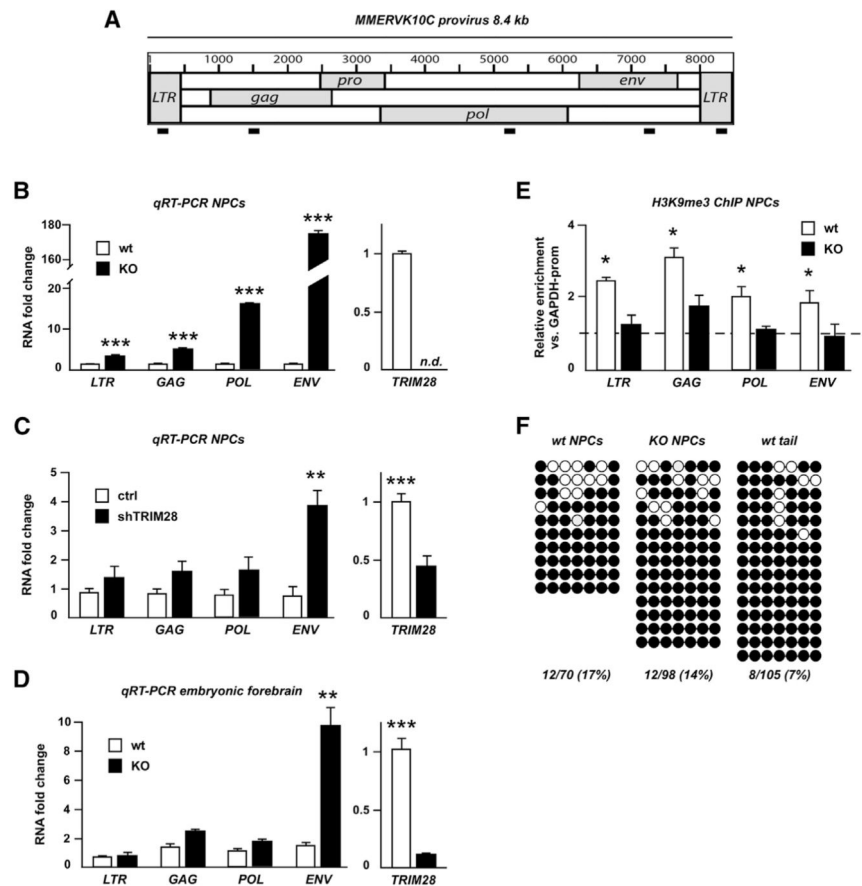 A
MMERVK10C provirus 8.4 kb
1 1000 2000 3000 4000 5000 6000 7000 8000
LTR pro env LTR
gag
pol
B
qRT-PCR NPCs
RNA fold change
180
160
20
10
0
wt
KO
***
***
***
***
LTR GAG POL ENV
1
0.5
0
n.d.
TRIM28
C
qRT-PCR NPCs
RNA fold change
5
4
3
2
1
0
ctrl
shTRIM28
**
LTR GAG POL ENV
***
1
0.5
0
TRIM28
D
qRT-PCR embryonic forebrain
RNA fold change
10
8
6
4
2
0
wt
KO
**
LTR GAG POL ENV
***
1
0.5
0
TRIM28
E
H3K9me3 ChIP NPCs
Relative enrichment
vs. GAPDH-prom
4
2
1
0
wt
KO
* * * *
LTR GAG POL ENV
F
wt NPCs KO NPCs wt tail
12/70 (17%) 12/98 (14%) 8/105 (7%)